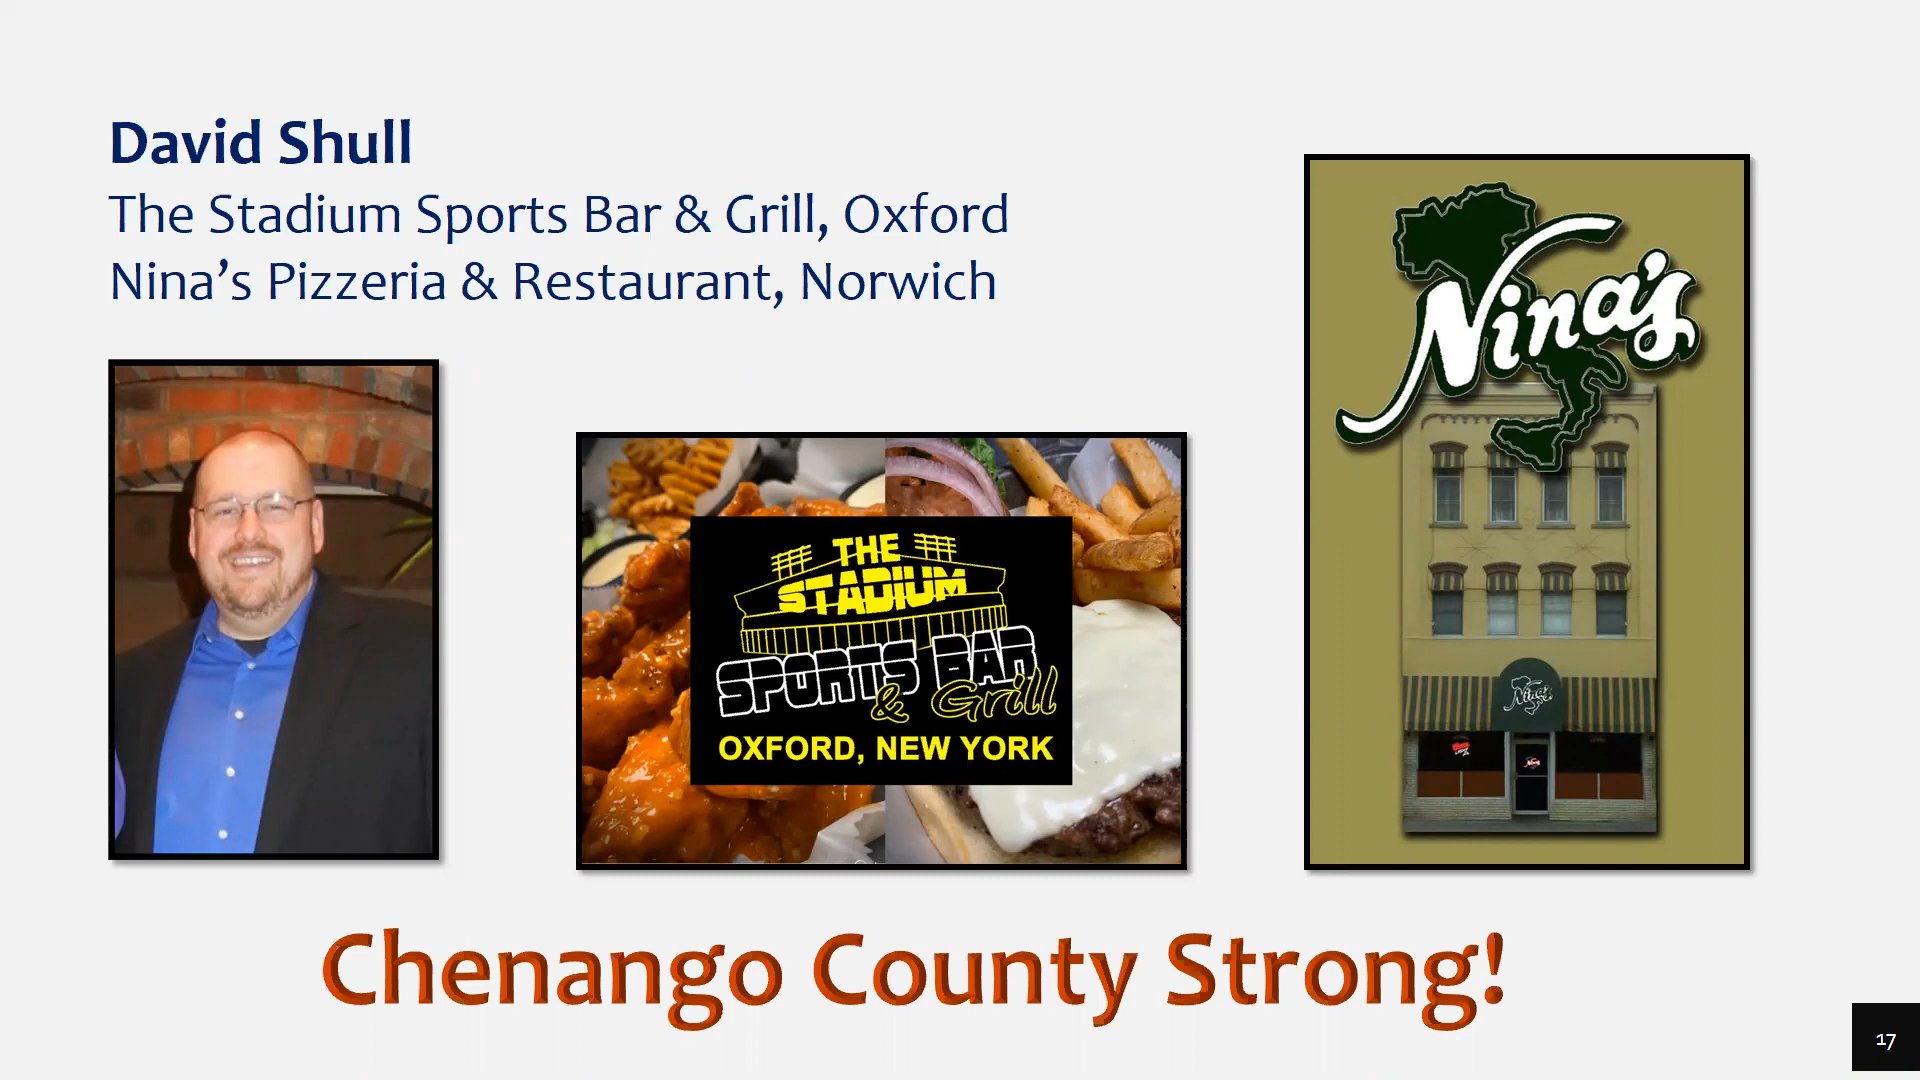 David Shull
The Stadium Sports Bar & Grill, Oxford
Nina’s Pizzeria & Restaurant, Norwich
THE
STADIUM
SPORTS BAR
& Grill
OXFORD, NEW YORK
Nina's
Nina's
Chenango County Strong!
17